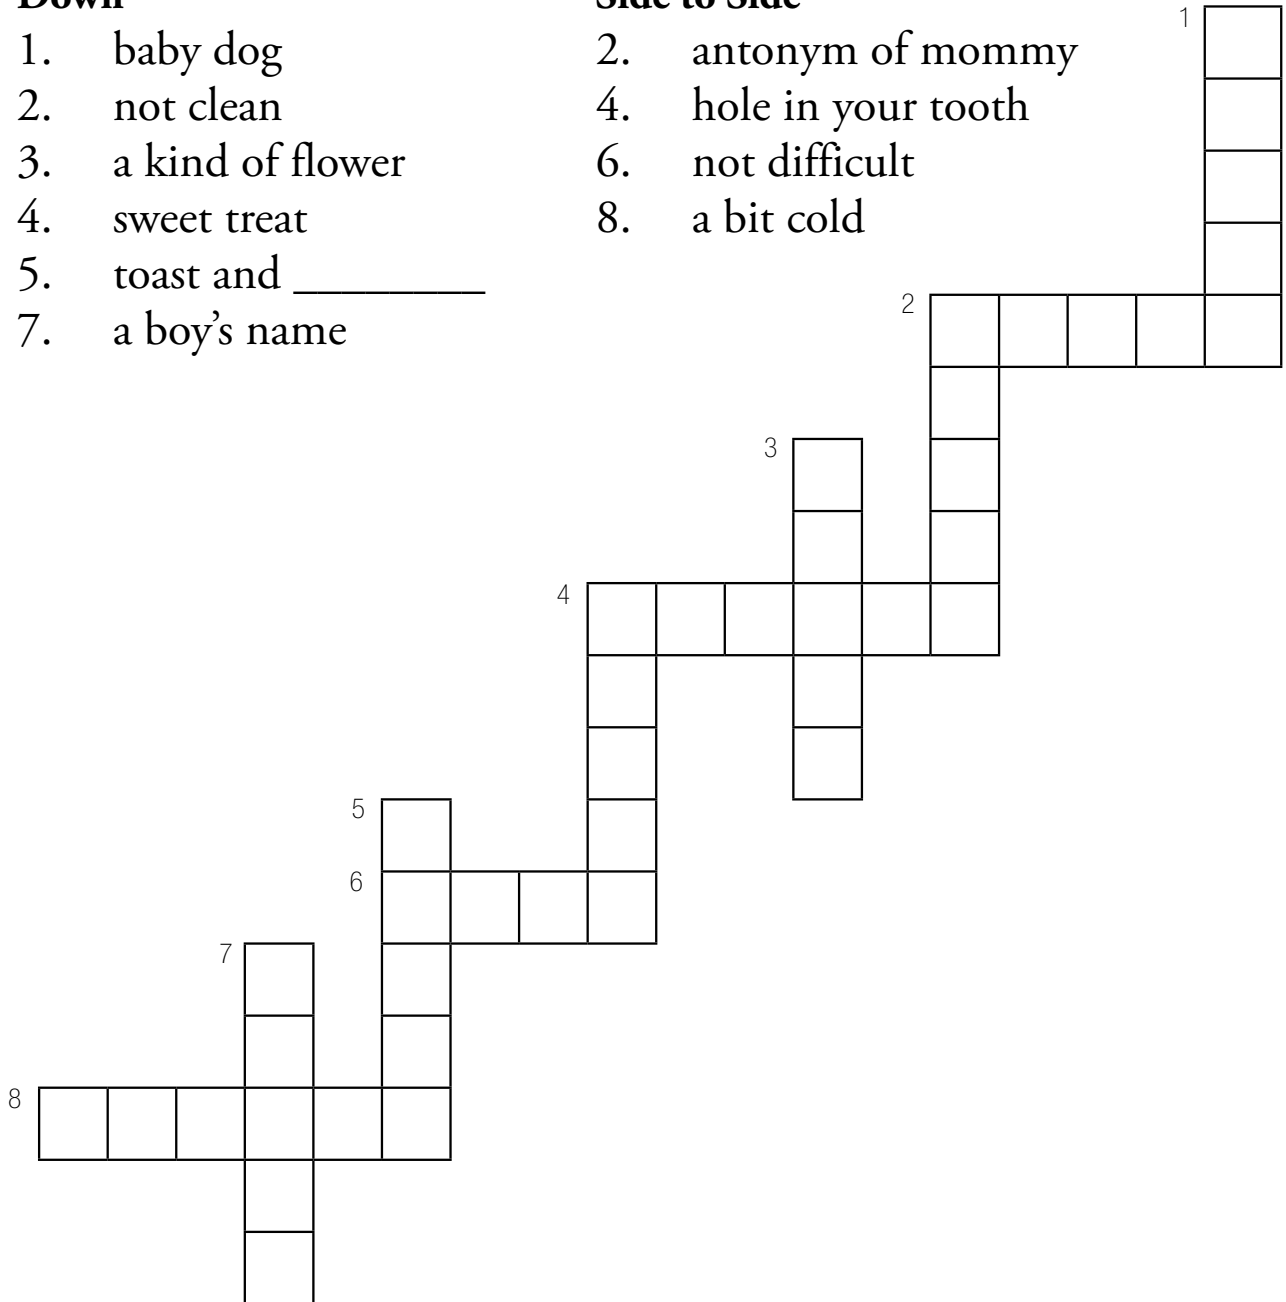 Down
1. baby dog
2. not clean
3. a kind of flower
4. sweet treat
5. toast and ________
7. a boy’s name
Side to Side
2. antonym of mommy
4. hole in your tooth
6. not difficult
8. a bit cold
1
2
3
4
5
6
7
8